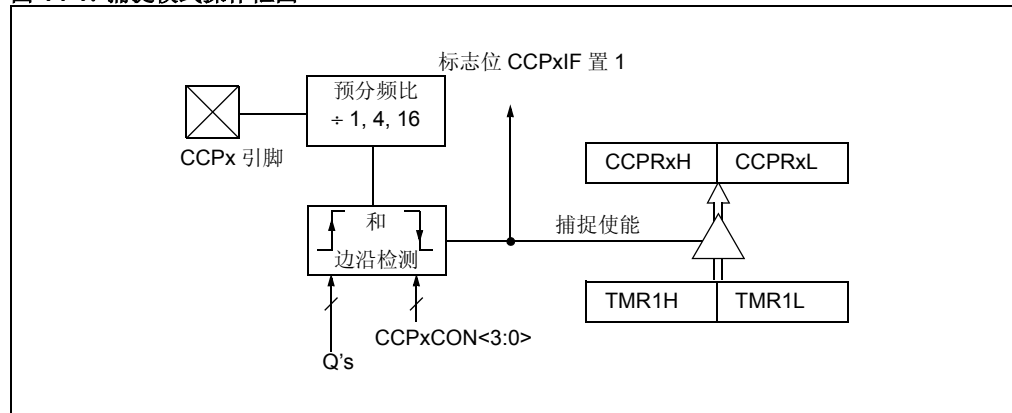 标志位 CCPxIF 置 1
预分频比
÷ 1, 4, 16
CCPx 引脚
CCPRxH CCPRxL
和
边沿检测
捕捉使能
TMR1H TMR1L
CCPxCON<3:0>
Q's